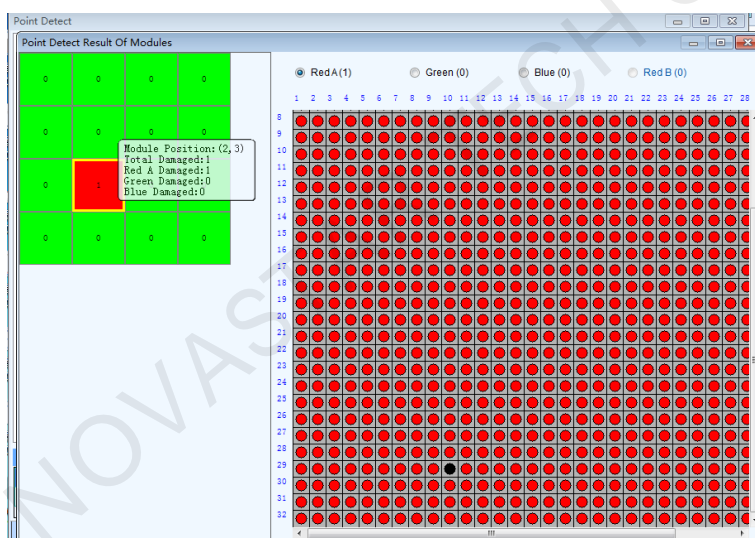 Point Detect
Point Detect Result Of Modules
0 0 0 0
0 0 0 0
0 1 0
0 0 0 0
Module Position:(2,3)
Total Damaged:1
Red A Damaged:1
Green Damaged:0
Blue Damaged:0
Red A(1) Green (0) Blue (0) Red B (0)
1 2 3 4 5 6 7 8 9 10 11 12 13 14 15 16 17 18 19 20 21 22 23 24 25 26 27 28
8
9
10
11
12
13
14
15
16
17
18
19
20
21
22
23
24
25
26
27
28
29
30
31
32
NOVASTAR TECH